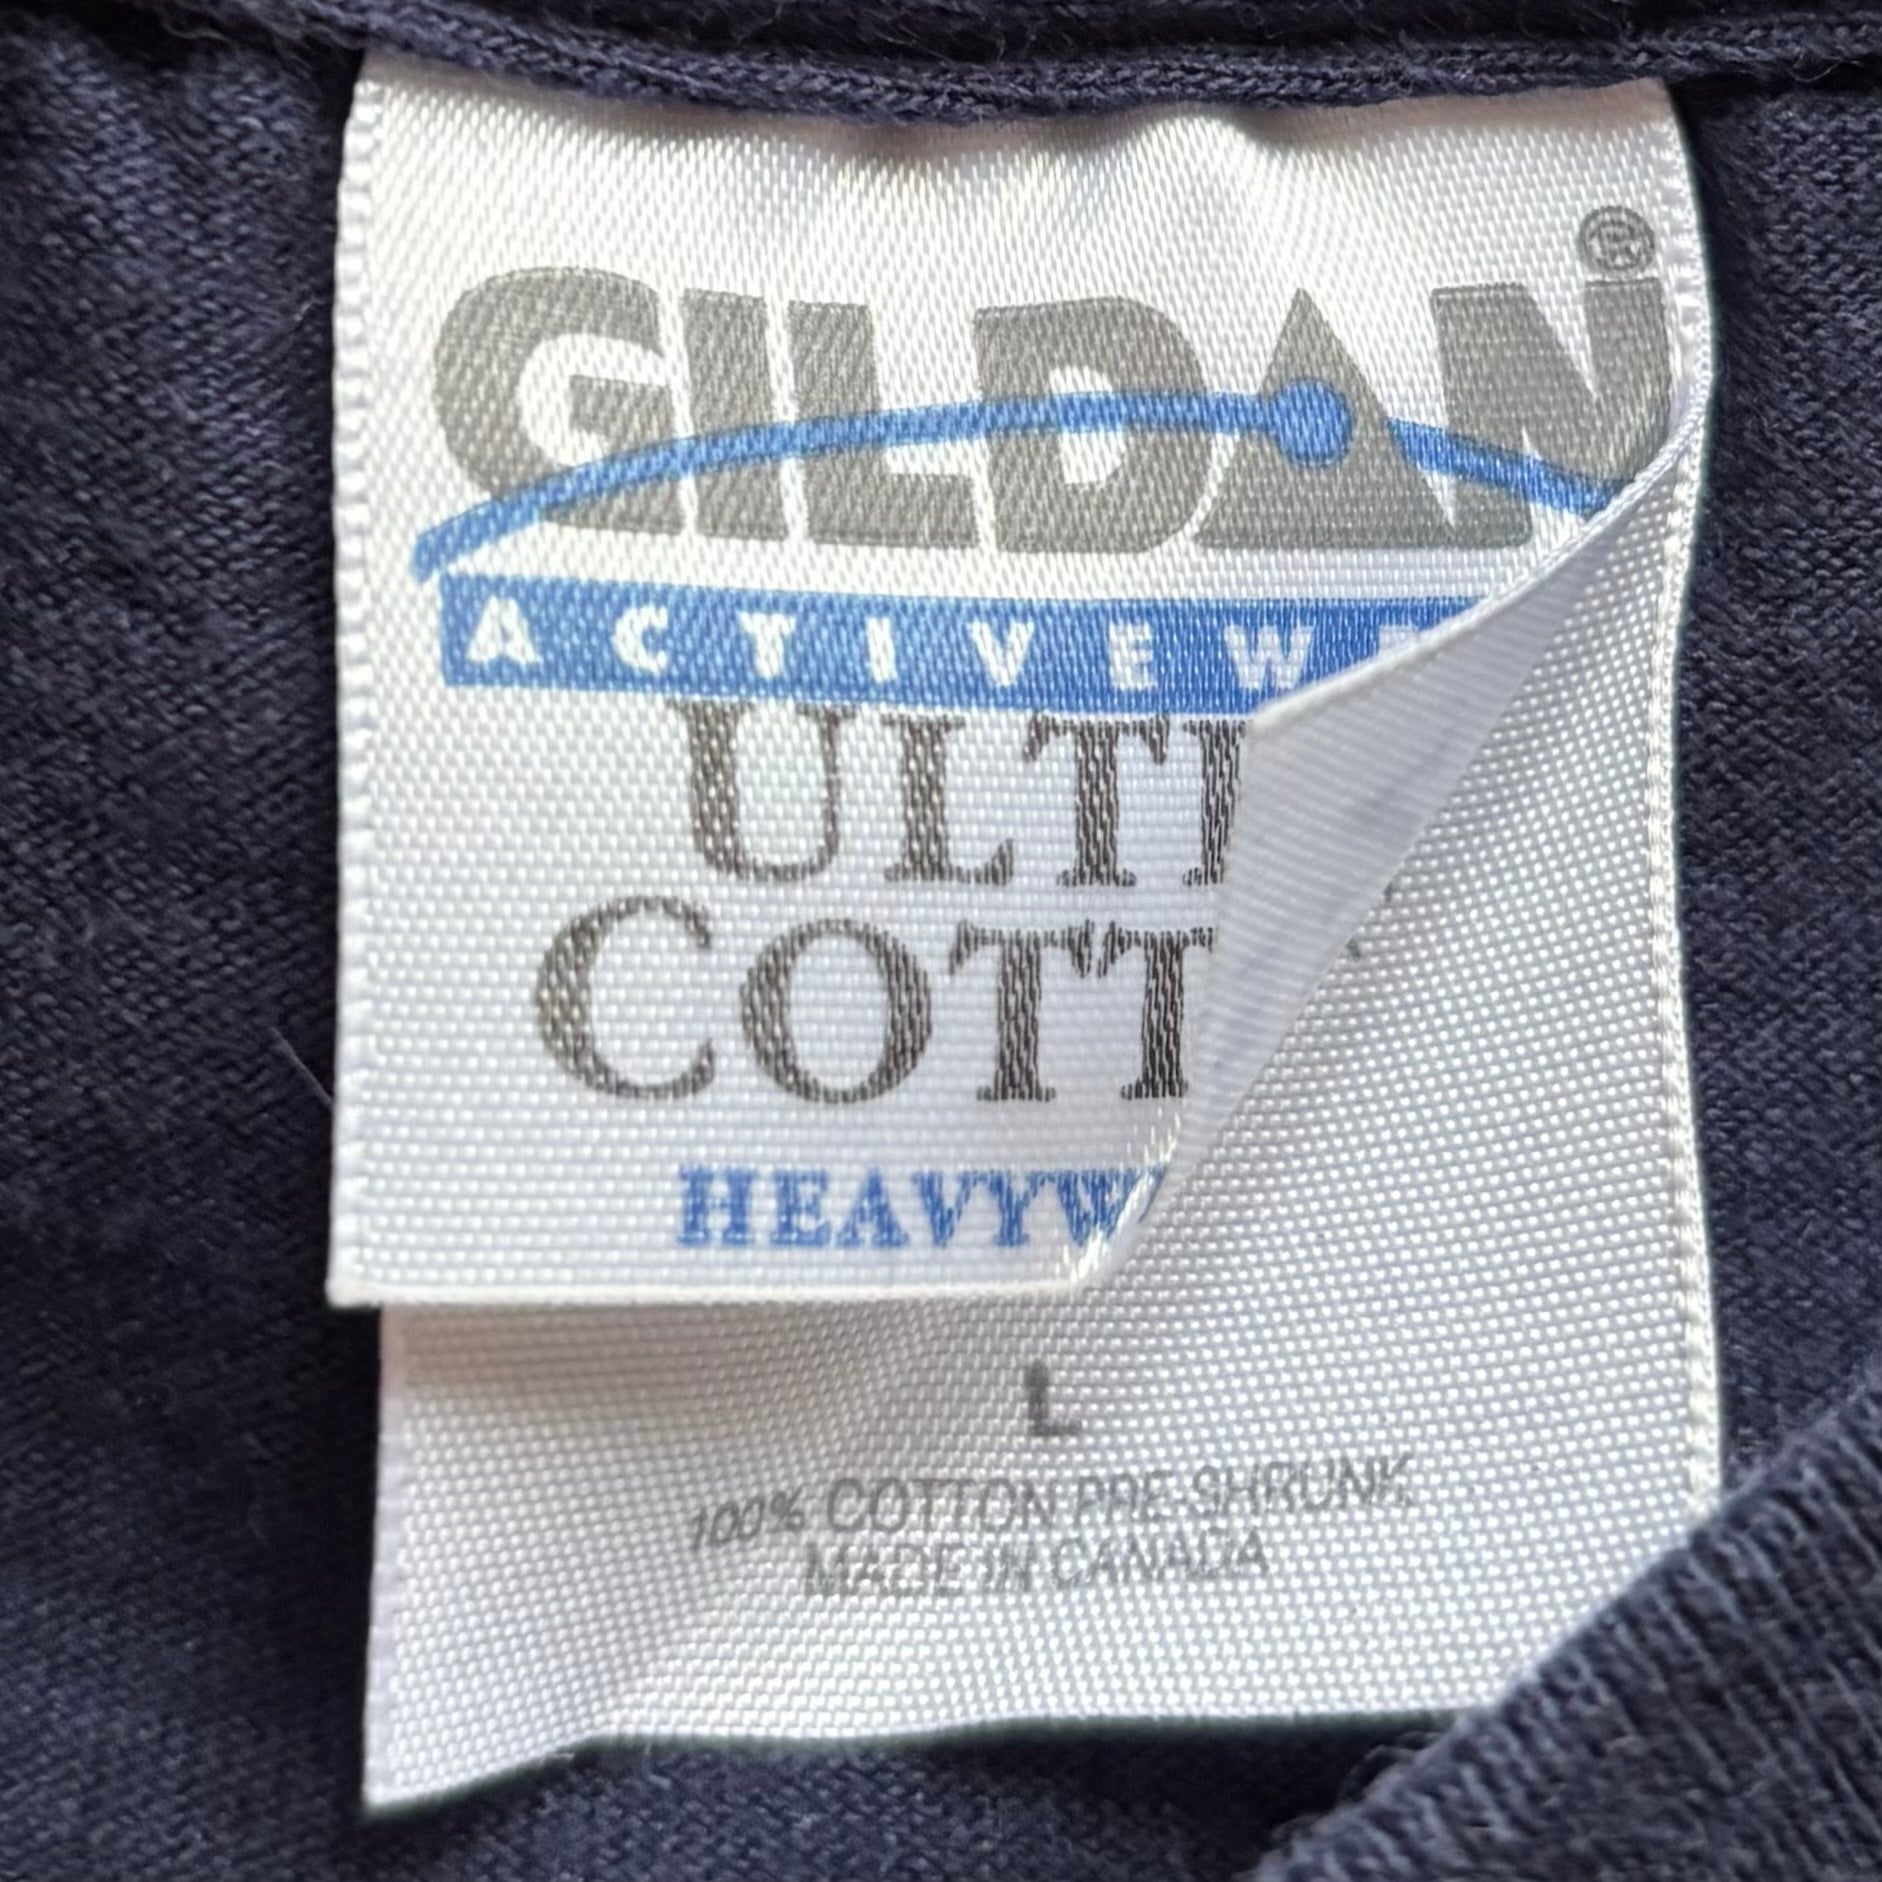 GILDAN®
ACTIVEW
ULTI
COTT
HEAVYW
L
100% COTTON PRE-SHRUNK
MADE IN CANADA